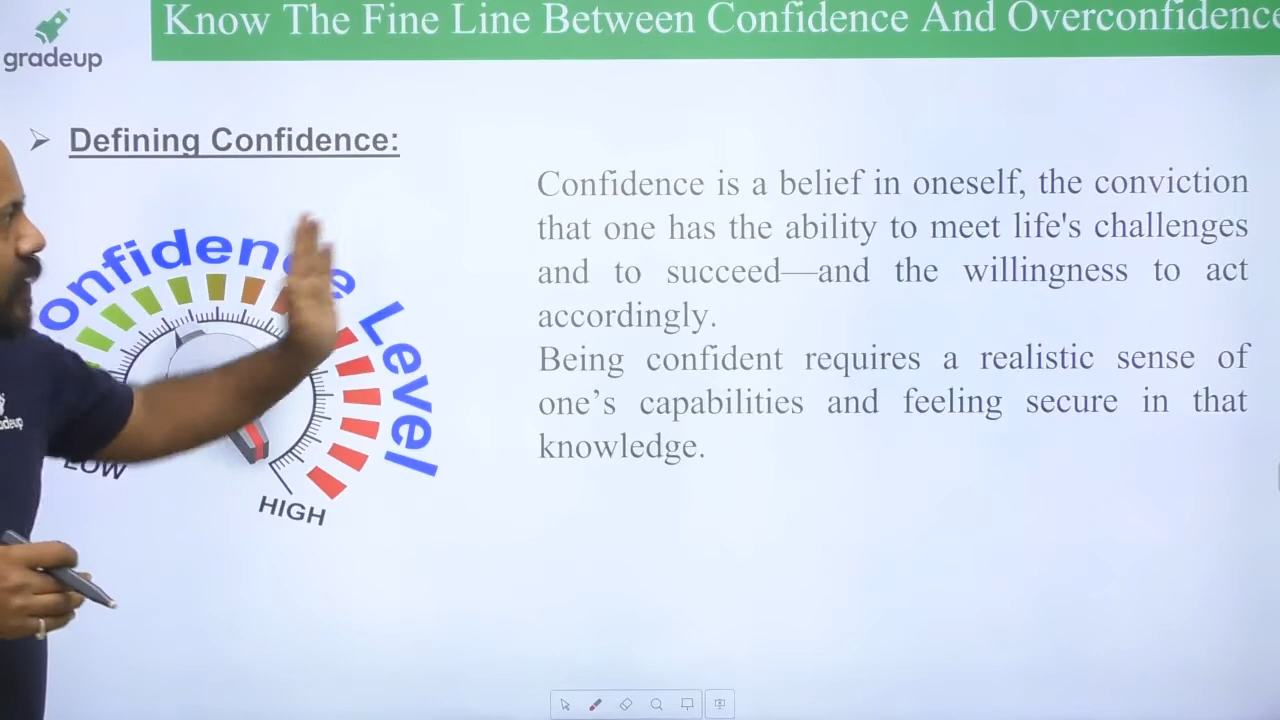 Know The Fine Line Between Confidence And Overconfidence
gradeup
Defining Confidence:
Confidence is a belief in oneself, the conviction
that one has the ability to meet life's challenges
and to succeed—and the willingness to act
accordingly.
Being confident requires a realistic sense of
one’s capabilities and feeling secure in that
knowledge.
onfidence Level
LOW
HIGH
adeup